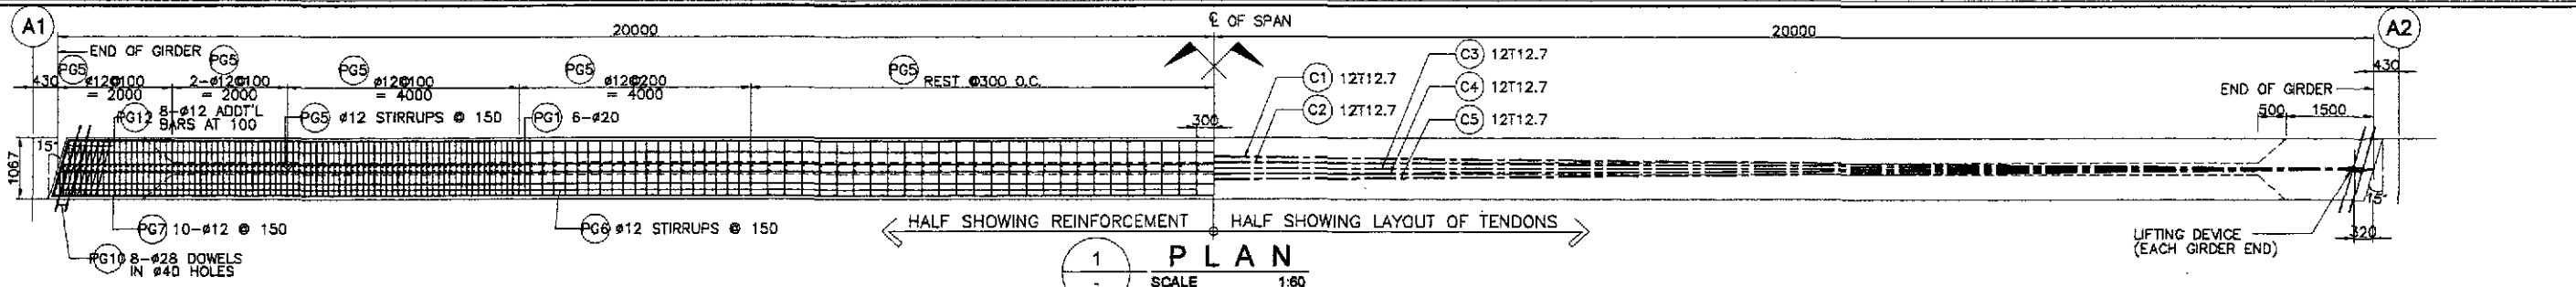 A1
℄ OF SPAN
A2
20000
20000
END OF GIRDER
PG5
PG5
PG5
PG5
PG5
430
ø12@100
= 2000
2-ø12@100
= 2000
ø12@100
= 4000
ø12@200
= 4000
REST @300 O.C.
C1 12T12.7
C2 12T12.7
C3 12T12.7
C4 12T12.7
C5 12T12.7
430
END OF GIRDER
500
1500
PG12 8-ø12 ADDT'L
BARS AT 100
PG5 ø12 STIRRUPS @ 150
PG1 6-ø20
300
15°
1067
PG7 10-ø12 @ 150
PG6 ø12 STIRRUPS @ 150
HALF SHOWING REINFORCEMENT
HALF SHOWING LAYOUT OF TENDONS
15°
320
LIFTING DEVICE
(EACH GIRDER END)
PG10 8-ø28 DOWELS
IN ø40 HOLES
1
-
PLAN
SCALE 1:60